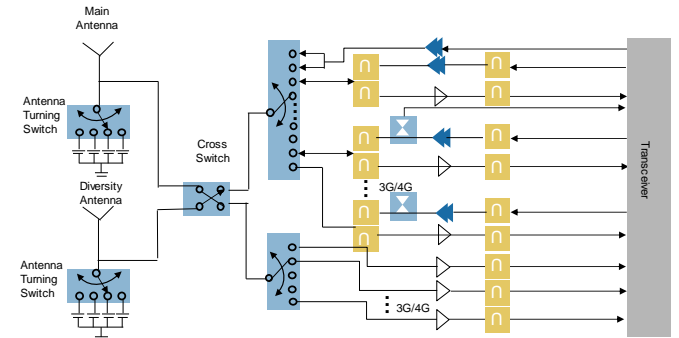 Main
Antenna
Antenna
Turning
Switch
Cross
Switch
Diversity
Antenna
Antenna
Turning
Switch
3G/4G
3G/4G
Transceiver